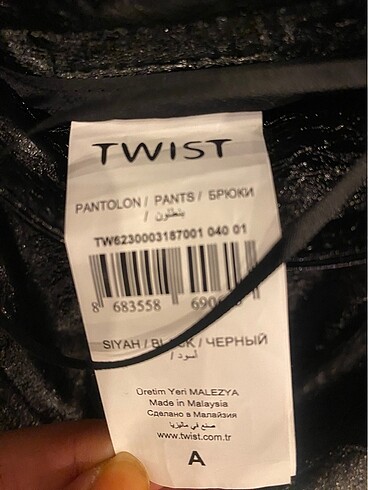 TWIST
PANTOLON / PANTS / БРЮКИ
/ بنطلون
TW6230003187001 040 01
8 683558
SIYAH / / ЧЕРНЫЙ
/ أسود
Üretim Yeri MALEZYA
Made in Malaysia
Сделано в Малайзия
صنع في ماليزيا
www.twist.com.tr
A